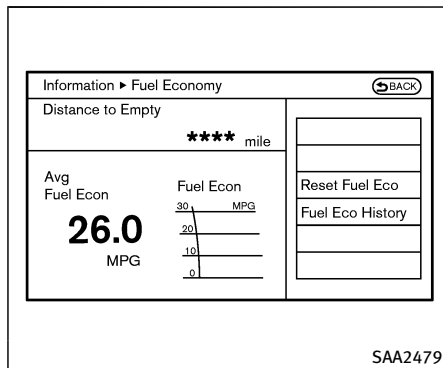 Information ▶ Fuel Economy
BACK
Distance to Empty
**** mile
Avg
Fuel Econ
26.0
MPG
Fuel Econ
30 MPG
20
10
0
Reset Fuel Eco
Fuel Eco History
SAA2479